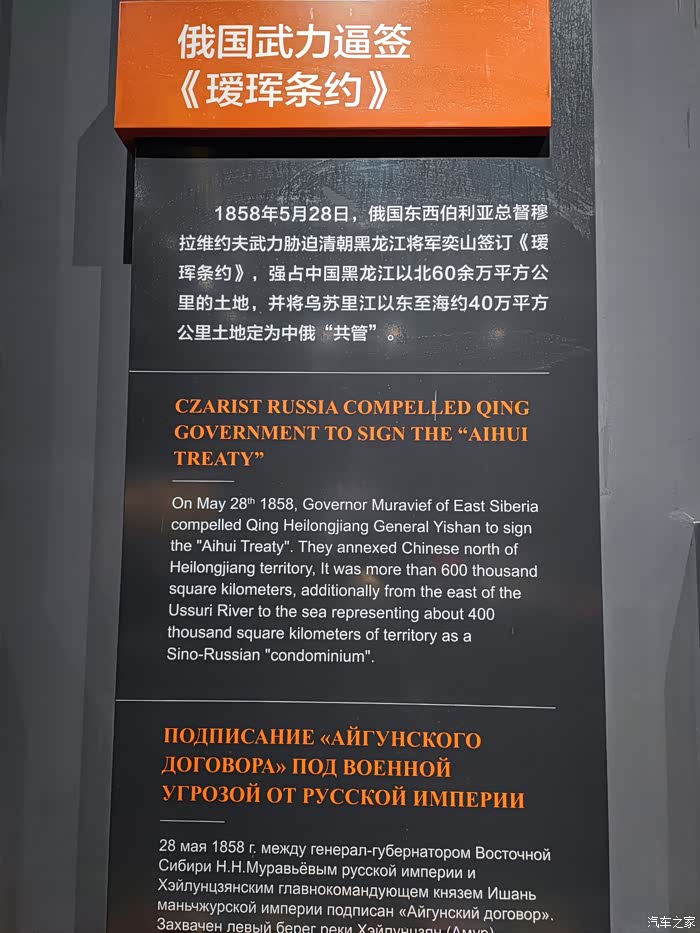 俄国武力逼签
《瑷珲条约》
1858年5月28日，俄国东西伯利亚总督穆
拉维约夫武力胁迫清朝黑龙江将军奕山签订《瑷
珲条约》，强占中国黑龙江以北60余万平方公
里的土地，并将乌苏里江以东至海约40万平方
公里土地定为中俄“共管”。
CZARIST RUSSIA COMPELLED QING
GOVERNMENT TO SIGN THE “AIHUI
TREATY”
On May 28th 1858, Governor Muravief of East Siberia
compelled Qing Heilongjiang General Yishan to sign
the "Aihui Treaty". They annexed Chinese north of
Heilongjiang territory, It was more than 600 thousand
square kilometers, additionally from the east of the
Ussuri River to the sea representing about 400
thousand square kilometers of territory as a
Sino-Russian "condominium".
ПОДПИСАНИЕ «АЙГУНСКОГО
ДОГОВОРА» ПОД ВОЕННОЙ
УГРОЗОЙ ОТ РУССКОЙ ИМПЕРИИ
28 мая 1858 г. между генерал-губернатором Восточной
Сибири Н.Н.Муравьёвым русской империи и
Хэйлунцзянским главнокомандующем князем Ишань
маньчжурской империи подписан «Айгунский договор».
Захвачен левый берег реки Хэйлунцзян (Амур)
汽车之家